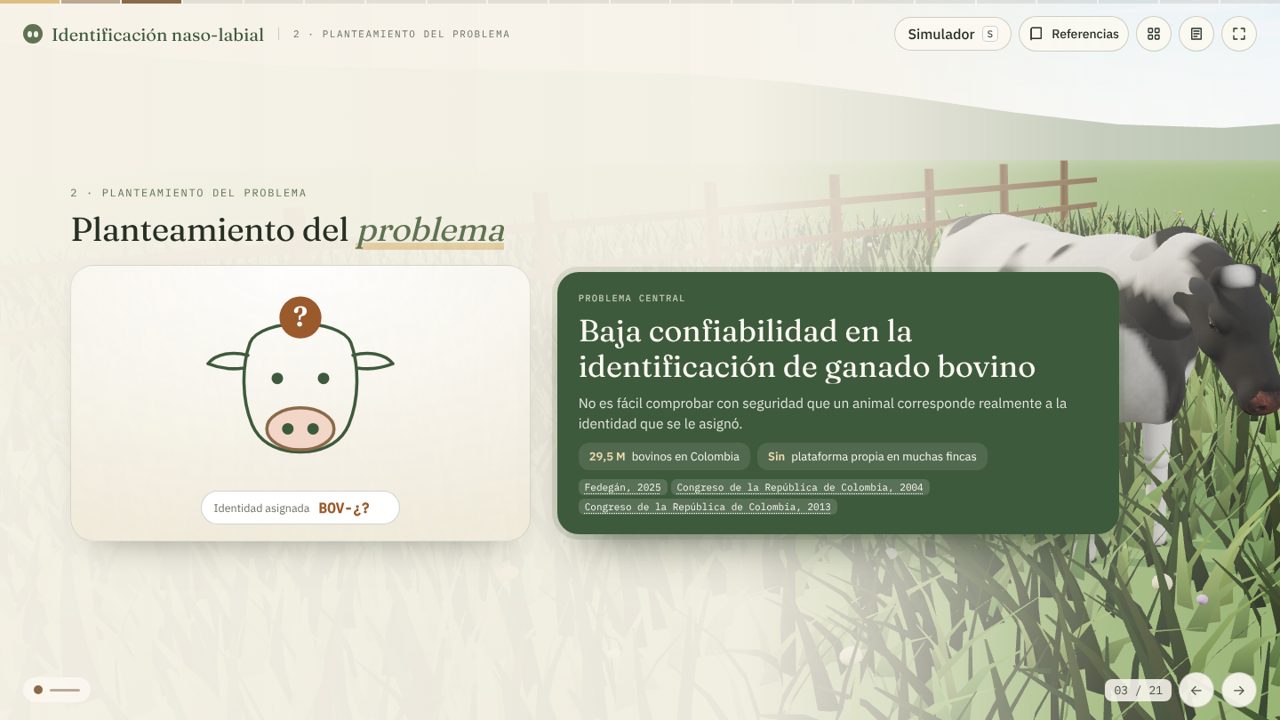 Identificación naso-labial
2 · PLANTEAMIENTO DEL PROBLEMA
Simulador S
Referencias
2 · PLANTEAMIENTO DEL PROBLEMA
Planteamiento del problema
?
Identidad asignada BOV-¿?
PROBLEMA CENTRAL
Baja confiabilidad en la
identificación de ganado bovino
No es fácil comprobar con seguridad que un animal corresponde realmente a la
identidad que se le asignó.
29,5 M bovinos en Colombia
Sin plataforma propia en muchas fincas
Fedegán, 2025
Congreso de la República de Colombia, 2004
Congreso de la República de Colombia, 2013
03 / 21